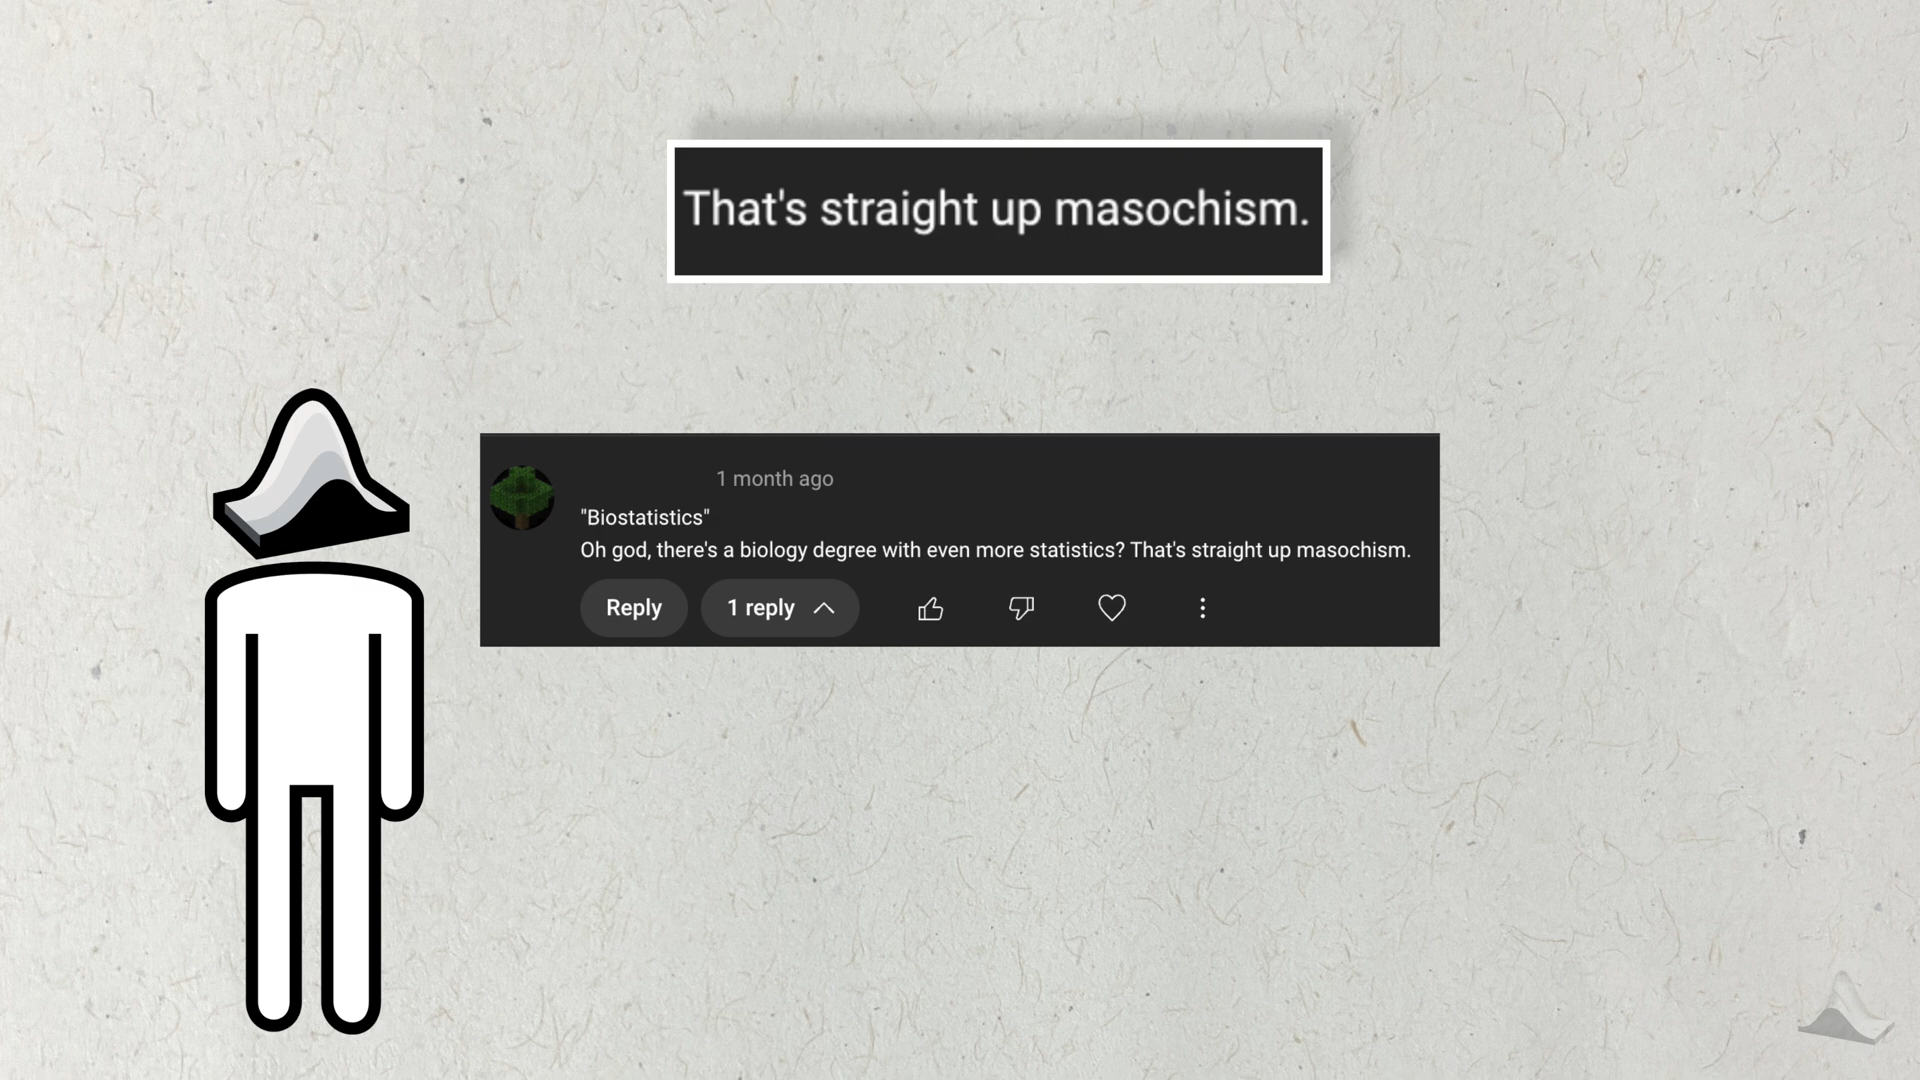 That's straight up masochism.
1 month ago
"Biostatistics"
Oh god, there's a biology degree with even more statistics? That's straight up masochism.
Reply
1 reply